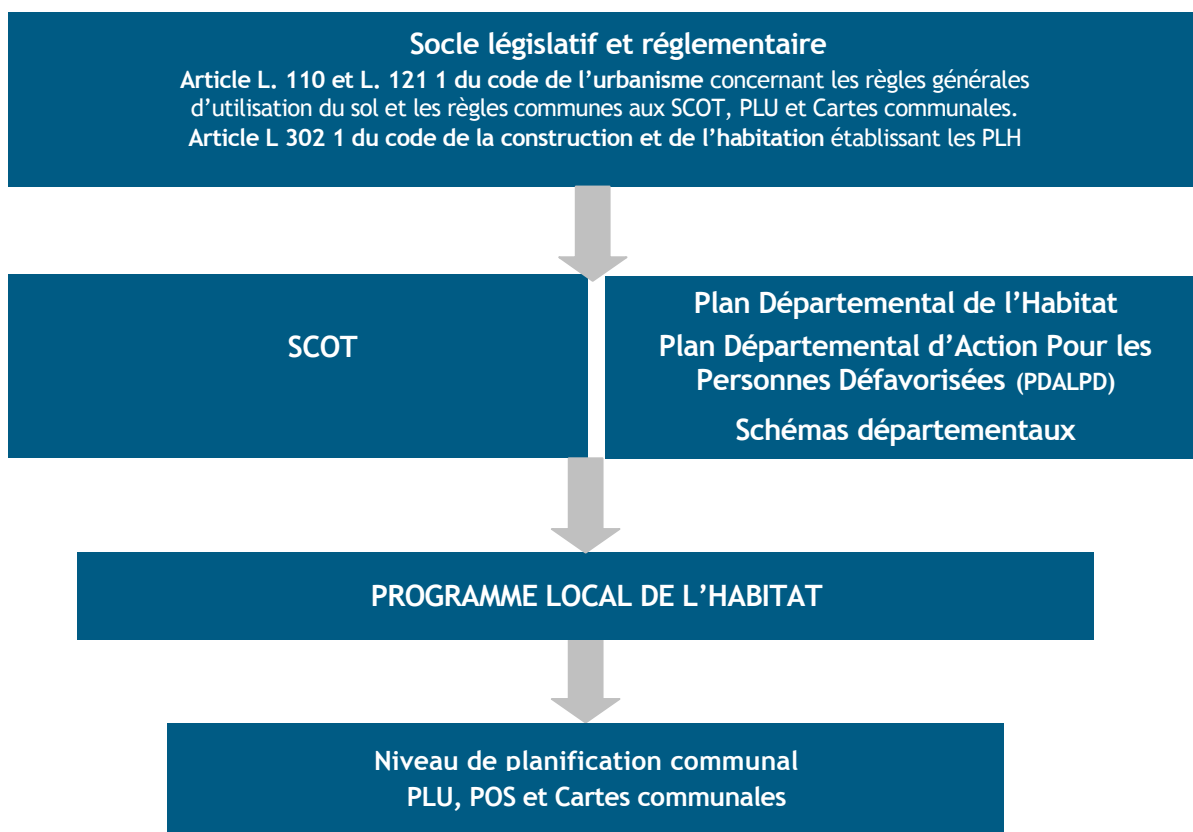 Socle législatif et réglementaire
Article L. 110 et L. 121 1 du code de l’urbanisme concernant les règles générales
d’utilisation du sol et les règles communes aux SCOT, PLU et Cartes communales.
Article L 302 1 du code de la construction et de l’habitation établissant les PLH
SCOT
Plan Départemental de l’Habitat
Plan Départemental d’Action Pour les
Personnes Défavorisées (PDALPD)
Schémas départementaux
PROGRAMME LOCAL DE L’HABITAT
Niveau de planification communal
PLU, POS et Cartes communales